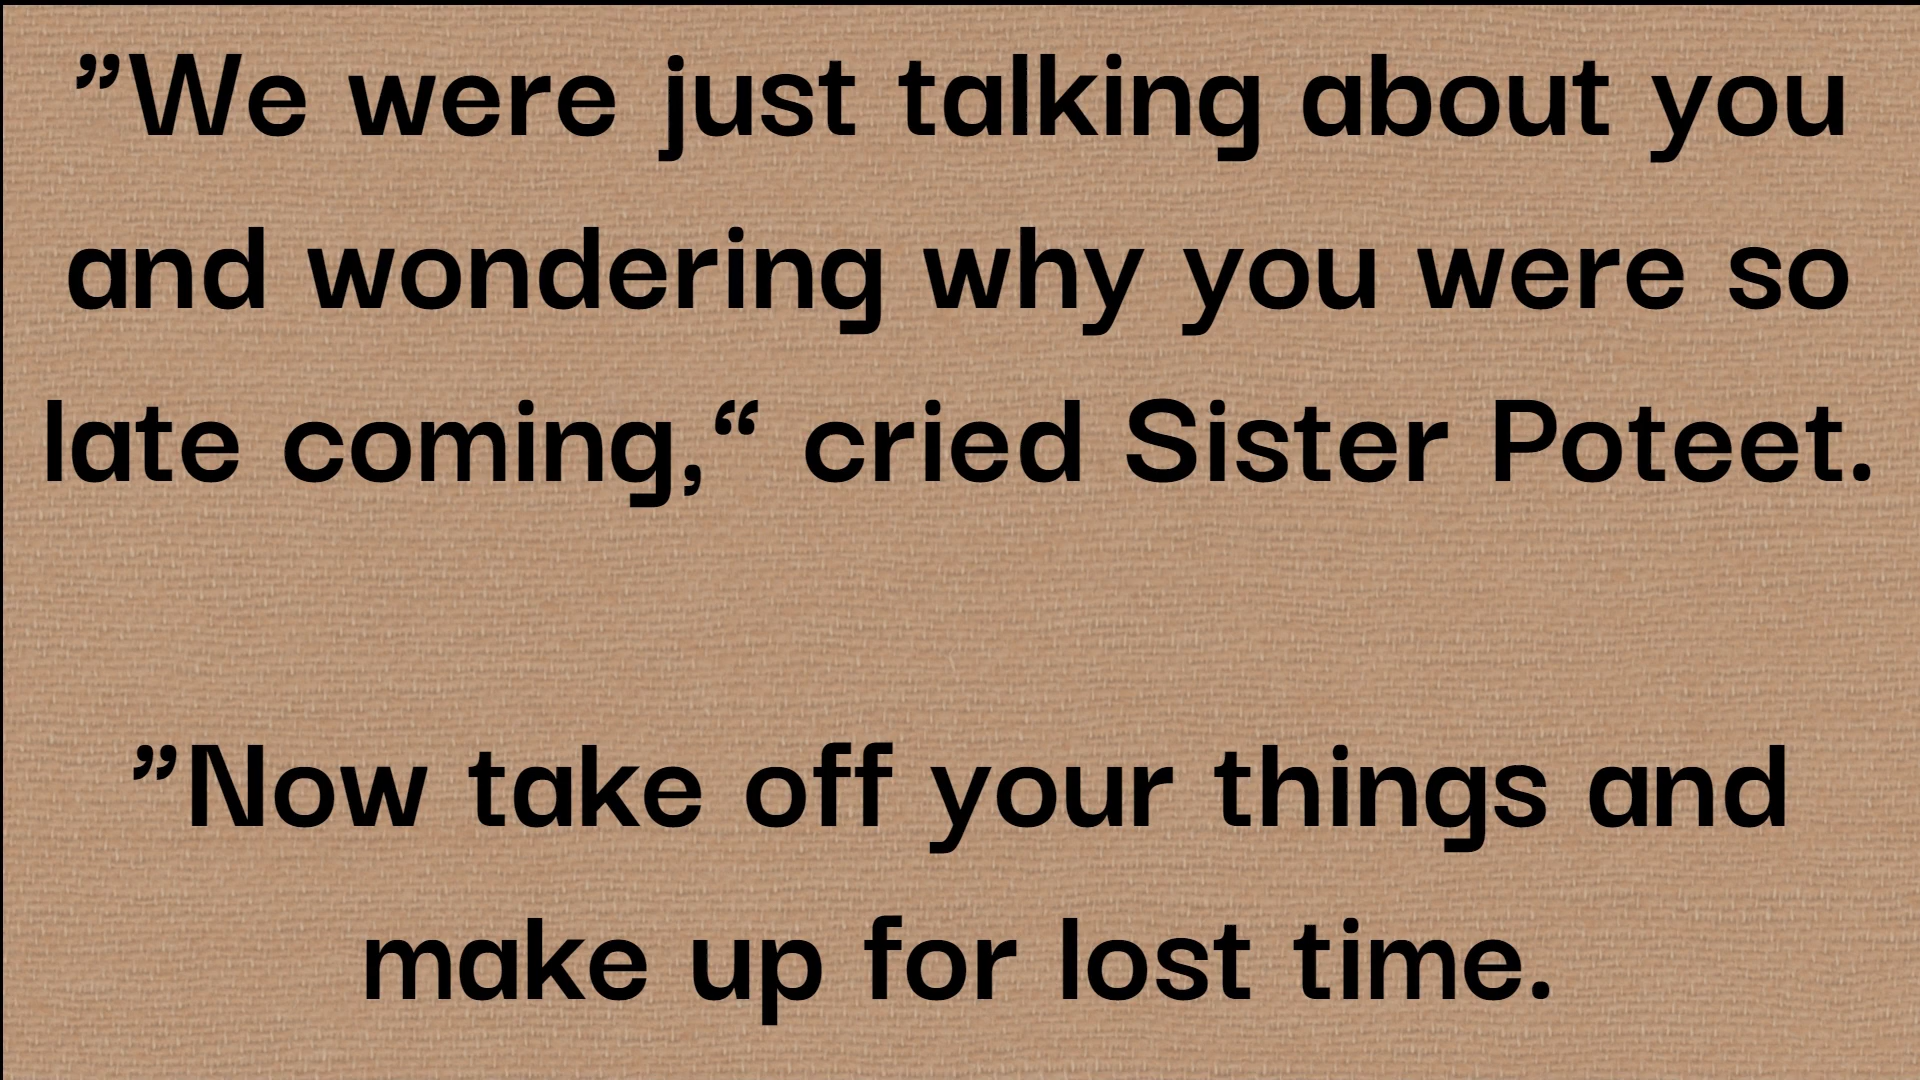 ”We were just talking about you
and wondering why you were so
late coming,“ cried Sister Poteet.
”Now take off your things and
make up for lost time.